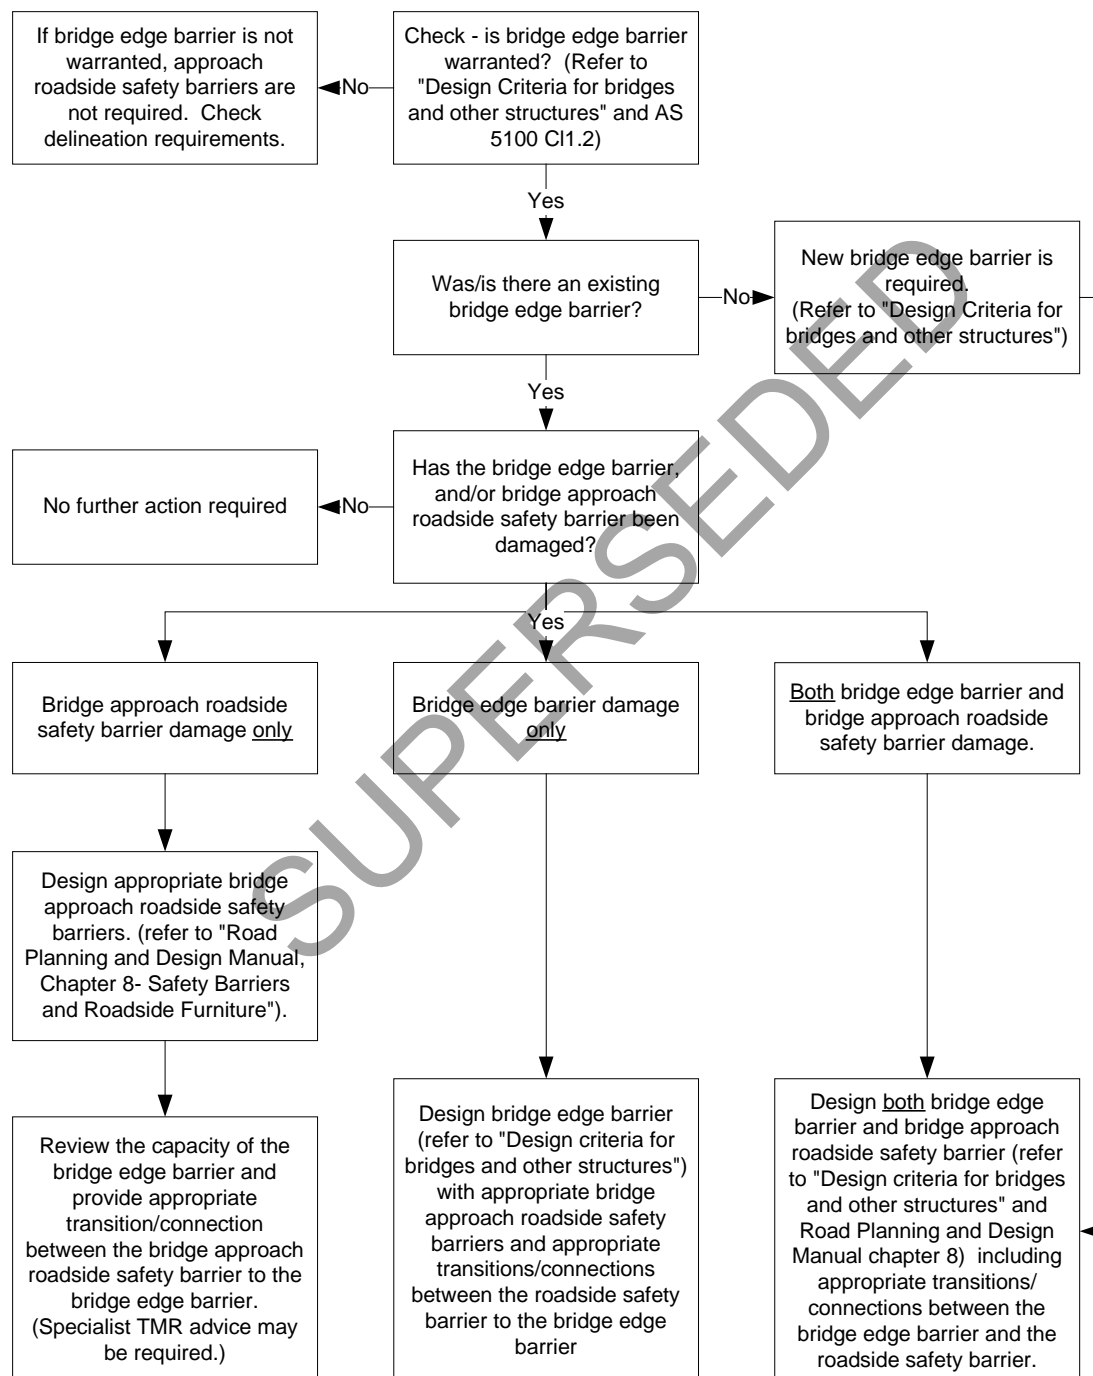 If bridge edge barrier is not
warranted, approach
roadside safety barriers are
not required.  Check
delineation requirements.
No
Check - is bridge edge barrier
warranted?  (Refer to
"Design Criteria for bridges
and other structures" and AS
5100 Cl1.2)
Yes
Was/is there an existing
bridge edge barrier?
No
New bridge edge barrier is
required.
(Refer to "Design Criteria for
bridges and other structures")
Yes
No further action required
No
Has the bridge edge barrier,
and/or bridge approach
roadside safety barrier been
damaged?
Yes
Bridge approach roadside
safety barrier damage only
Bridge edge barrier damage
only
Both bridge edge barrier and
bridge approach roadside
safety barrier damage.
Design appropriate bridge
approach roadside safety
barriers. (refer to "Road
Planning and Design Manual,
Chapter 8- Safety Barriers
and Roadside Furniture").
Review the capacity of the
bridge edge barrier and
provide appropriate
transition/connection
between the bridge approach
roadside safety barrier to the
bridge edge barrier.
(Specialist TMR advice may
be required.)
Design bridge edge barrier
(refer to "Design criteria for
bridges and other structures")
with appropriate bridge
approach roadside safety
barriers and appropriate
transitions/connections
between the roadside safety
barrier to the bridge edge
barrier
Design both bridge edge
barrier and bridge approach
roadside safety barrier (refer
to "Design criteria for bridges
and other structures" and
Road Planning and Design
Manual chapter 8)  including
appropriate transitions/
connections between the
bridge edge barrier and the
roadside safety barrier.
SUPERSEDED